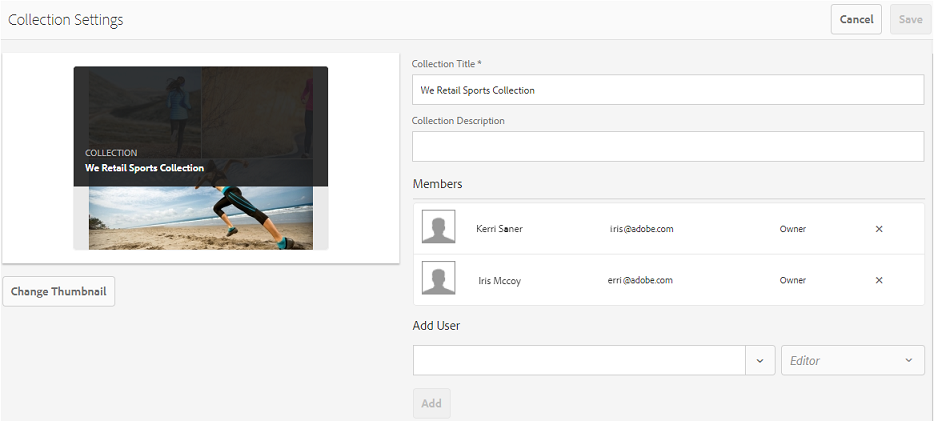 Collection Settings
Cancel
Save
COLLECTION
We Retail Sports Collection
Change Thumbnail
Collection Title *
We Retail Sports Collection
Collection Description
Members
Kerri Saner iris@adobe.com Owner ×
Iris Mccoy erri@adobe.com Owner ×
Add User
Editor
Add